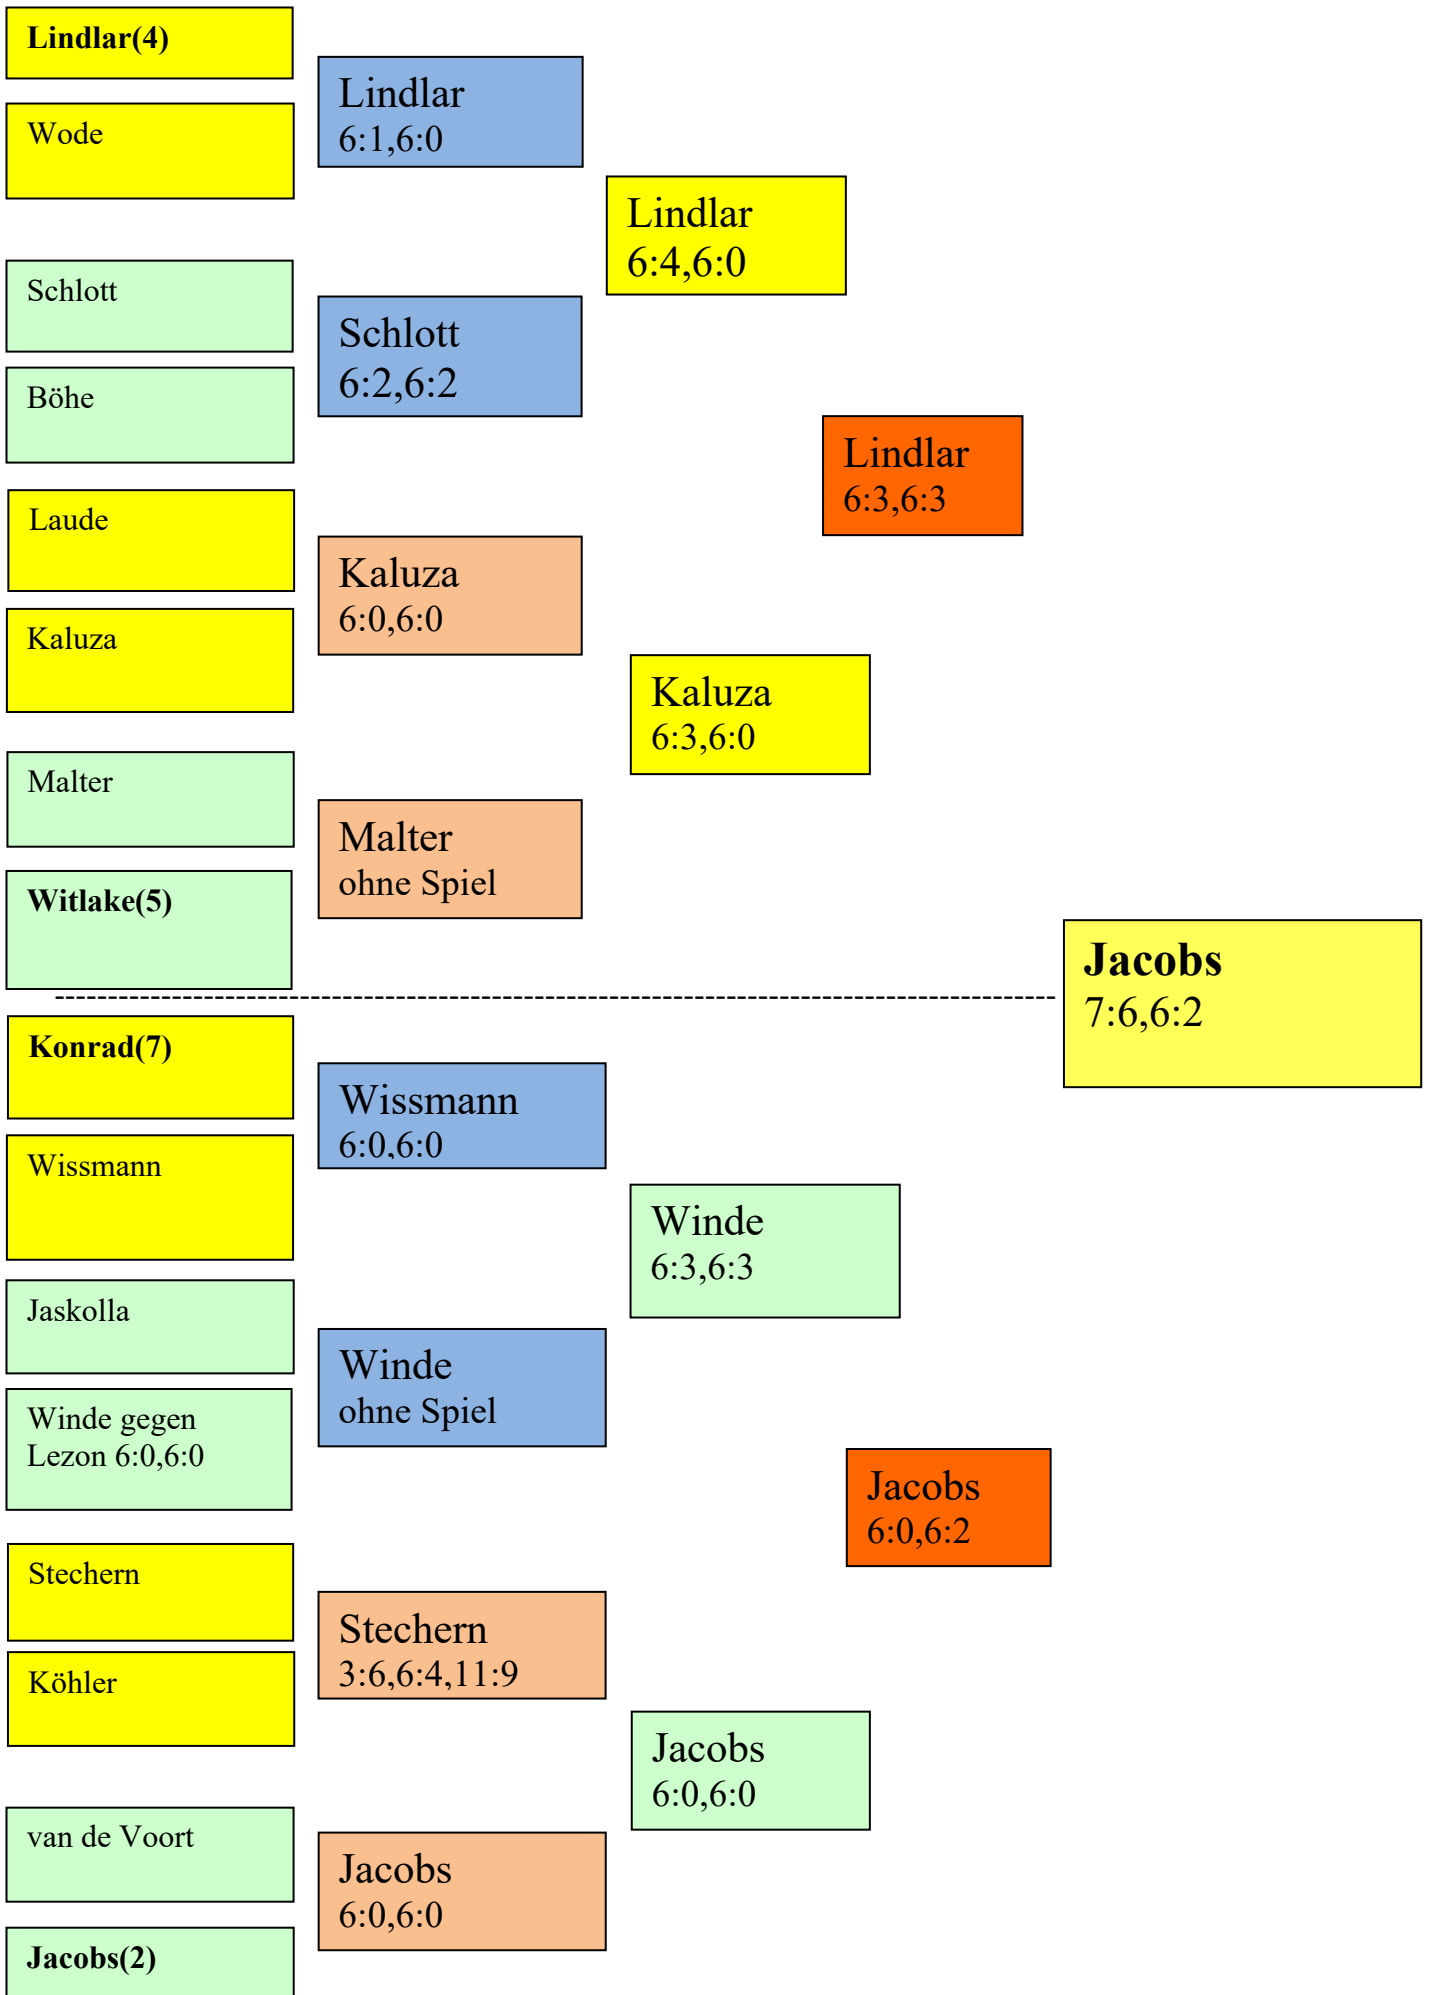 Lindlar(4)
Wode
Schlott
Böhe
Laude
Kaluza
Malter
Witlake(5)
Konrad(7)
Wissmann
Jaskolla
Winde gegen
Lezon 6:0,6:0
Stechern
Köhler
van de Voort
Jacobs(2)
Lindlar
6:1,6:0
Schlott
6:2,6:2
Kaluza
6:0,6:0
Malter
ohne Spiel
Wissmann
6:0,6:0
Winde
ohne Spiel
Stechern
3:6,6:4,11:9
Jacobs
6:0,6:0
Lindlar
6:4,6:0
Kaluza
6:3,6:0
Winde
6:3,6:3
Jacobs
6:0,6:0
Lindlar
6:3,6:3
Jacobs
6:0,6:2
Jacobs
7:6,6:2